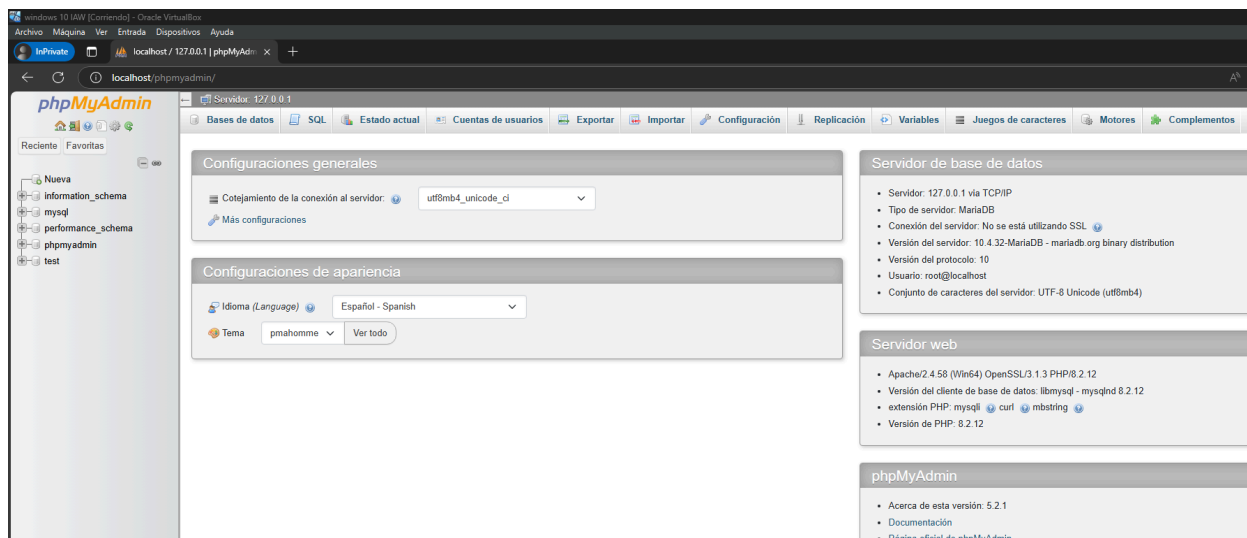 windows 10 IAW [Corriendo] - Oracle VirtualBox
Archivo Máquina Ver Entrada Dispositivos Ayuda
InPrivate localhost / 127.0.0.1 | phpMyAdm
localhost/phpmyadmin/
phpMyAdmin
Reciente Favoritas
Nueva
information_schema
mysql
performance_schema
phpmyadmin
test
Servidor: 127.0.0.1
Bases de datos SQL Estado actual Cuentas de usuarios Exportar Importar Configuración Replicación Variables Juegos de caracteres Motores Complementos
Configuraciones generales
Cotejamiento de la conexión al servidor: utf8mb4_unicode_ci
Más configuraciones
Configuraciones de apariencia
Idioma (Language) Español - Spanish
Tema pmahomme Ver todo
Servidor de base de datos
• Servidor: 127.0.0.1 via TCP/IP
• Tipo de servidor: MariaDB
• Conexión del servidor: No se está utilizando SSL
• Versión del servidor: 10.4.32-MariaDB - mariadb.org binary distribution
• Versión del protocolo: 10
• Usuario: root@localhost
• Conjunto de caracteres del servidor: UTF-8 Unicode (utf8mb4)
Servidor web
• Apache/2.4.58 (Win64) OpenSSL/3.1.3 PHP/8.2.12
• Versión del cliente de base de datos: libmysql - mysqlnd 8.2.12
• extensión PHP: mysqli curl mbstring
• Versión de PHP: 8.2.12
phpMyAdmin
• Acerca de esta versión: 5.2.1
• Documentación
• Página oficial de phpMyAdmin